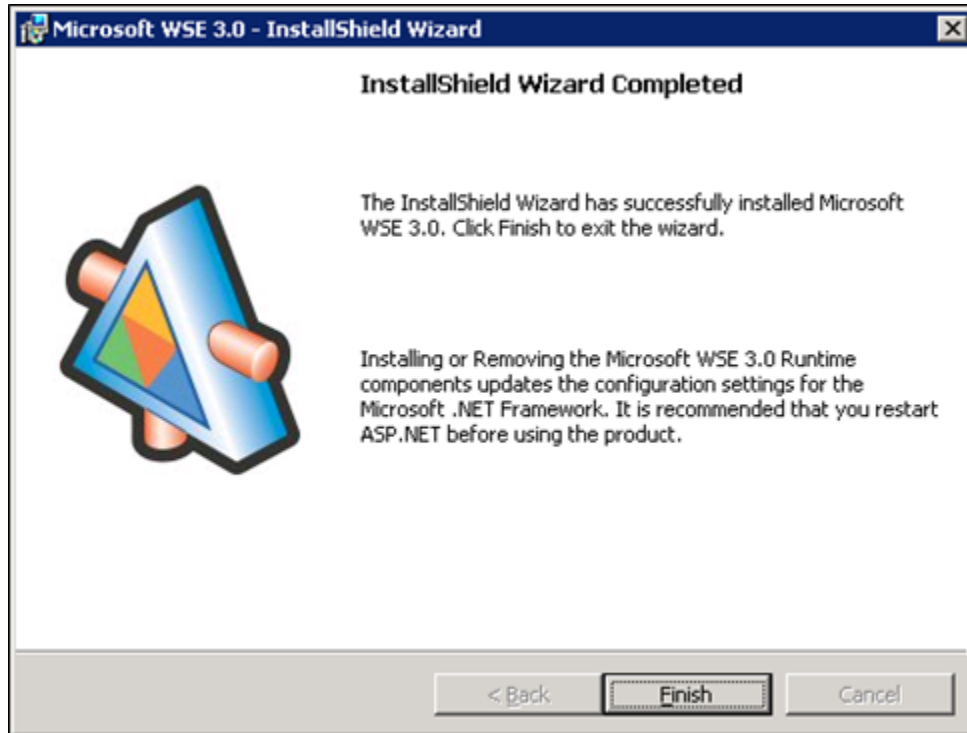 Microsoft WSE 3.0 - InstallShield Wizard
InstallShield Wizard Completed
The InstallShield Wizard has successfully installed Microsoft
WSE 3.0. Click Finish to exit the wizard.
Installing or Removing the Microsoft WSE 3.0 Runtime
components updates the configuration settings for the
Microsoft .NET Framework. It is recommended that you restart
ASP.NET before using the product.
< Back
Finish
Cancel